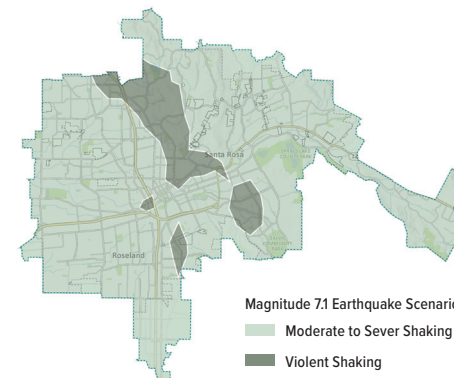 Santa Rosa
Roseland
Magnitude 7.1 Earthquake Scenario
Moderate to Sever Shaking
Violent Shaking